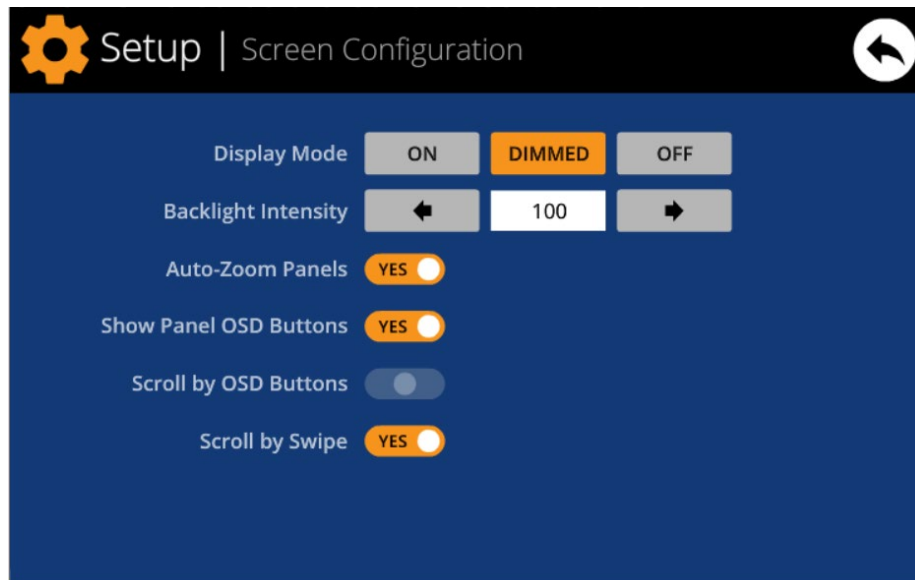 Setup | Screen Configuration
Display Mode ON DIMMED OFF
Backlight Intensity 100
Auto-Zoom Panels YES
Show Panel OSD Buttons YES
Scroll by OSD Buttons
Scroll by Swipe YES